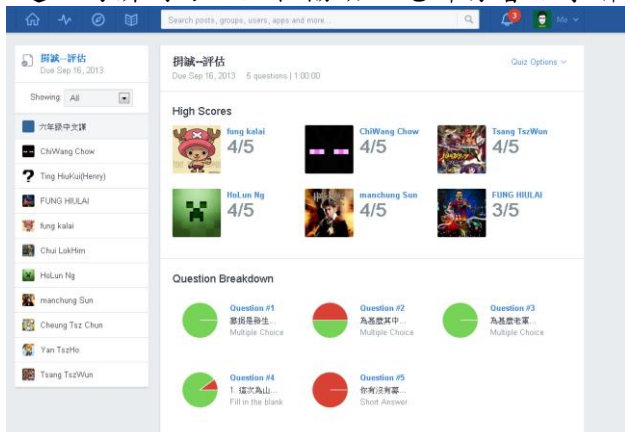 Search posts, groups, users, apps and more...
3
Me
捐誠--評估
Due Sep 16, 2013
Showing: All
六年級中文課
ChiWang Chow
Ting HiuKui(Henry)
FUNG HIULAI
fung kalai
Chui LokHim
HoLun Ng
manchung Sun
Cheung Tsz Chun
Yan TszHo
Tsang TszWun
捐誠--評估
Quiz Options
Due Sep 16, 2013 5 questions | 1:00:00
High Scores
fung kalai
4/5
ChiWang Chow
4/5
Tsang TszWun
4/5
HoLun Ng
4/5
manchung Sun
4/5
FUNG HIULAI
3/5
Question Breakdown
Question #1
Multiple Choice
Question #2
為甚麼其中...
Multiple Choice
Question #3
為甚麼老軍...
Multiple Choice
Question #4
1. 這次為山...
Fill in the blank
Question #5
你有沒有寡...
Short Answer